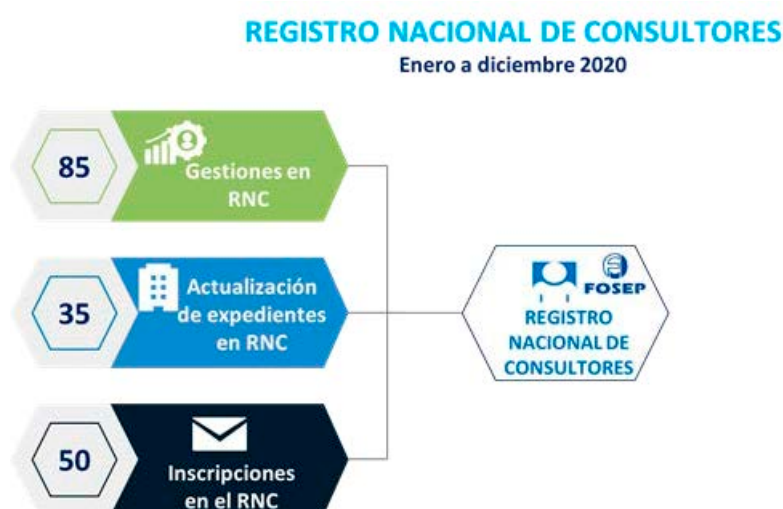 REGISTRO NACIONAL DE CONSULTORES
Enero a diciembre 2020
85
Gestiones en
RNC
35
Actualización
de expedientes
en RNC
50
Inscripciones
en el RNC
FOSEP
REGISTRO
NACIONAL DE
CONSULTORES